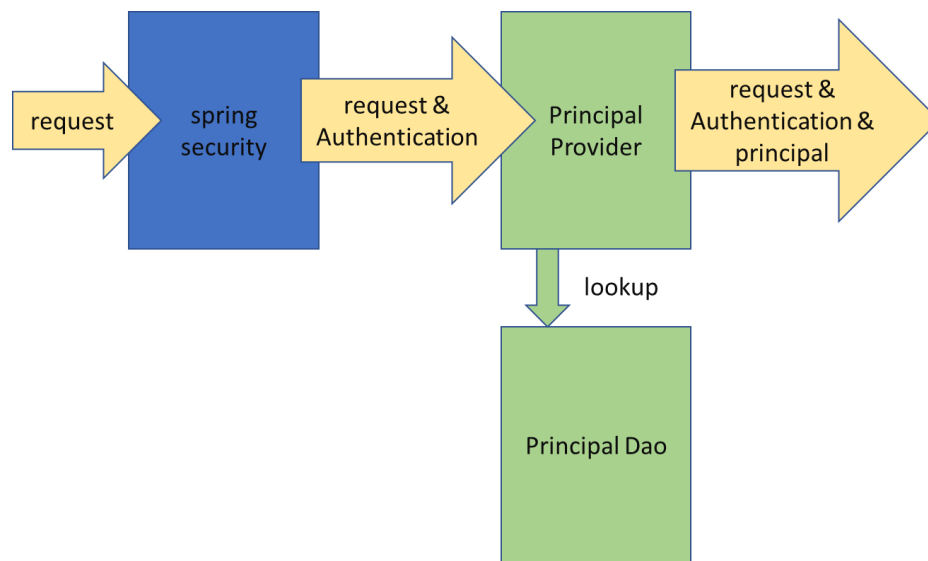 request
spring
security
request &
Authentication
Principal
Provider
request &
Authentication &
principal
lookup
Principal Dao